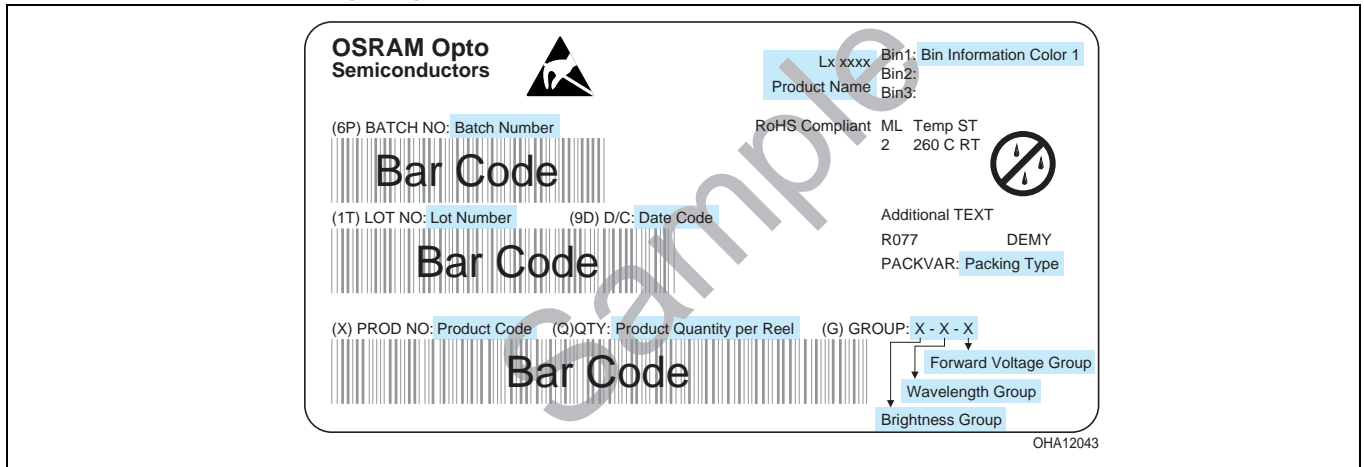 OSRAM Opto
Semiconductors
Lx xxxx
Product Name
Bin1: Bin Information Color 1
Bin2:
Bin3:
(6P) BATCH NO: Batch Number
Bar Code
RoHS Compliant
ML Temp ST
2 260 C RT
(1T) LOT NO: Lot Number (9D) D/C: Date Code
Bar Code
Additional TEXT
R077 DEMY
PACKVAR: Packing Type
(X) PROD NO: Product Code (Q)QTY: Product Quantity per Reel (G) GROUP: X - X - X
Bar Code
Forward Voltage Group
Wavelength Group
Brightness Group
Sample
OHA12043